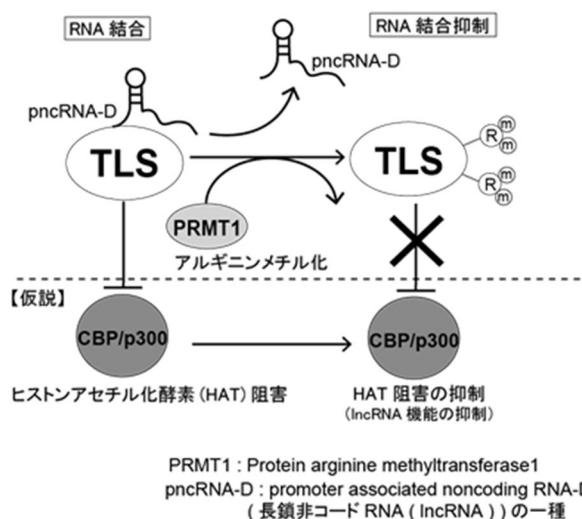 RNA 結合
RNA 結合抑制
pncRNA-D
pncRNA-D
TLS
TLS
R m m
R m m
PRMT1
アルギニンメチル化
【仮説】
CBP/p300
CBP/p300
ヒストンアセチル化酵素 (HAT) 阻害
HAT 阻害の抑制
(lncRNA 機能の抑制)
PRMT1 : Protein arginine methyltransferase1
pncRNA-D : promoter associated noncoding RNA-D
( 長鎖非コード RNA ( lncRNA ) ) の一種